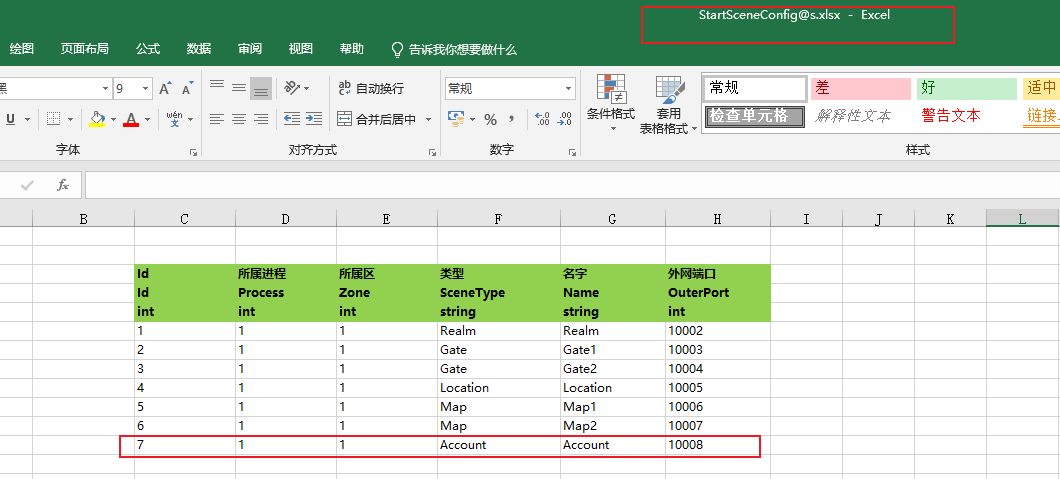 StartSceneConfig@s.xlsx - Excel
绘图 页面布局 公式 数据 审阅 视图 帮助 告诉我你想要做什么
黑 9 A A ab c 自动换行 常规 条件格式 套用 表格格式 常规 差 好 适中
U A wén 文 合并后居中 % , .00 .00 检查单元格 解释性文本 警告文本 链接
字体 对齐方式 数字 样式
fx
B C D E F G H I J K L
Id 所属进程 所属区 类型 名字 外网端口
Id Process Zone SceneType Name OuterPort
int int int string string int
1 1 1 Realm Realm 10002
2 1 1 Gate Gate1 10003
3 1 1 Gate Gate2 10004
4 1 1 Location Location 10005
5 1 1 Map Map1 10006
6 1 1 Map Map2 10007
7 1 1 Account Account 10008